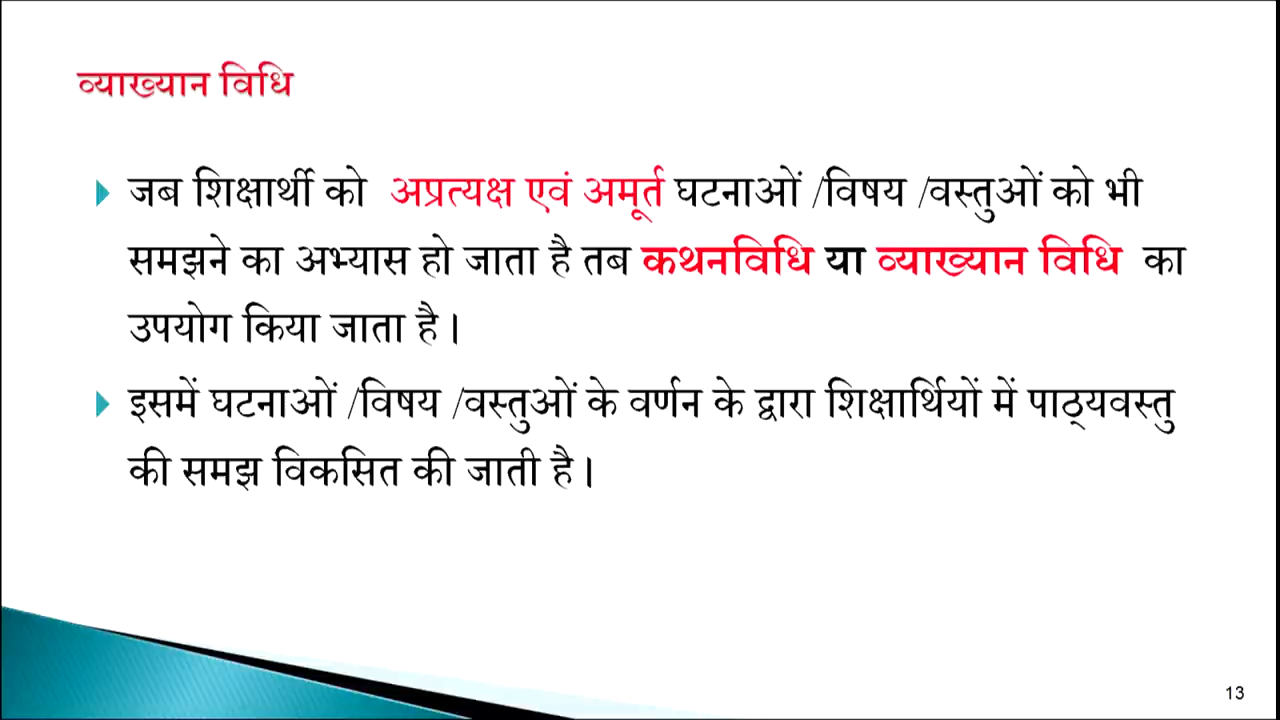 व्याख्यान विधि
जब शिक्षार्थी को अप्रत्यक्ष एवं अमूर्त घटनाओं /विषय /वस्तुओं को भी
समझने का अभ्यास हो जाता है तब कथनविधि या व्याख्यान विधि का
उपयोग किया जाता है।
इसमें घटनाओं /विषय /वस्तुओं के वर्णन के द्वारा शिक्षार्थियों में पाठ्यवस्तु
की समझ विकसित की जाती है।
13